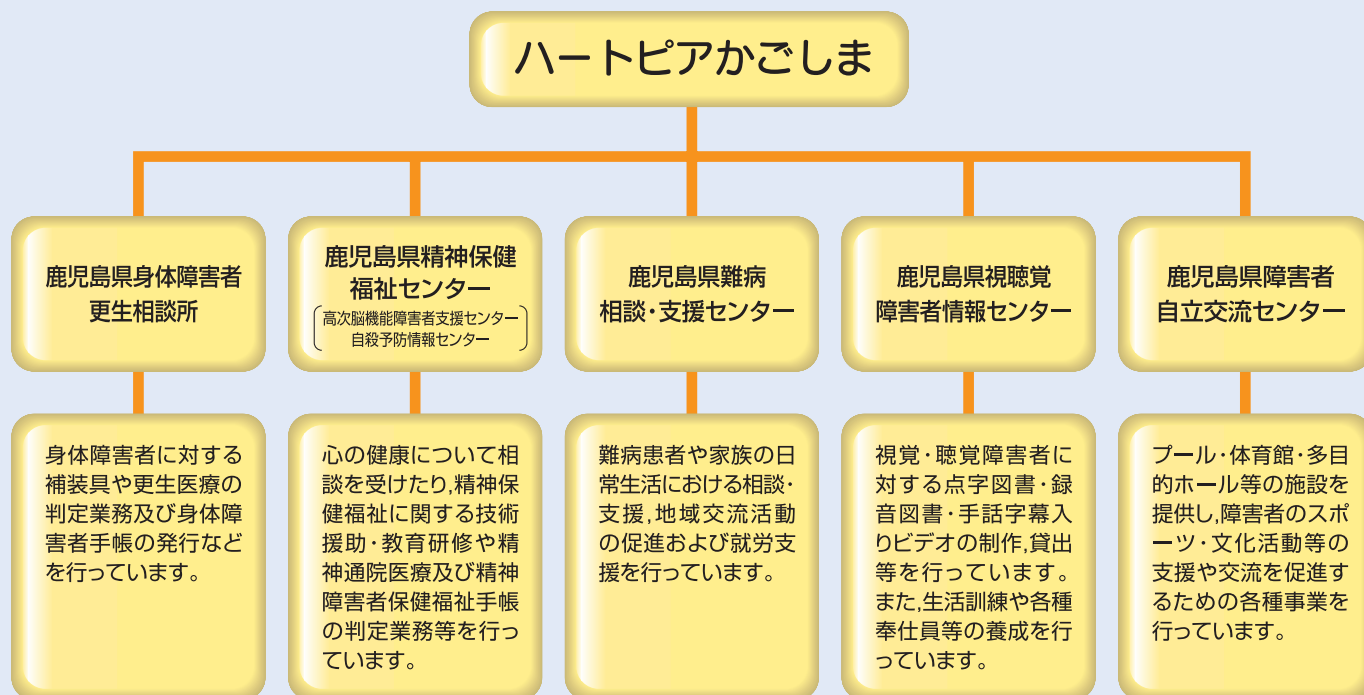 ハートピアかごしま
鹿児島県身体障害者
更生相談所
鹿児島県精神保健
福祉センター
高次脳機能障害者支援センター
自殺予防情報センター
鹿児島県難病
相談・支援センター
鹿児島県視聴覚
障害者情報センター
鹿児島県障害者
自立交流センター
身体障害者に対する
補装具や更生医療の
判定業務及び身体障
害者手帳の発行など
を行っています。
心の健康について相
談を受けたり,精神保
健福祉に関する技術
援助・教育研修や精
神通院医療及び精神
障害者保健福祉手帳
の判定業務等を行っ
ています。
難病患者や家族の日
常生活における相談・
支援,地域交流活動
の促進および就労支
援を行っています。
視覚・聴覚障害者に
対する点字図書・録
音図書・手話字幕入
りビデオの制作,貸出
等を行っています。
また,生活訓練や各種
奉仕員等の養成を行
っています。
プール・体育館・多目
的ホール等の施設を
提供し,障害者のスポ
ーツ・文化活動等の
支援や交流を促進す
るための各種事業を
行っています。